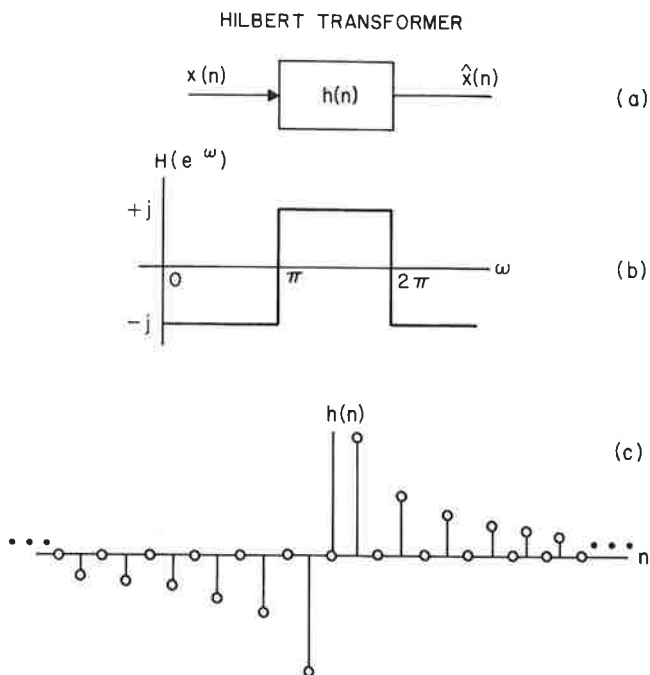 HILBERT TRANSFORMER
x(n) h(n) x̂(n) (a)
H(e^ω)
+j
0 π 2π ω (b)
-j
h(n)
(c)
••• •••
n